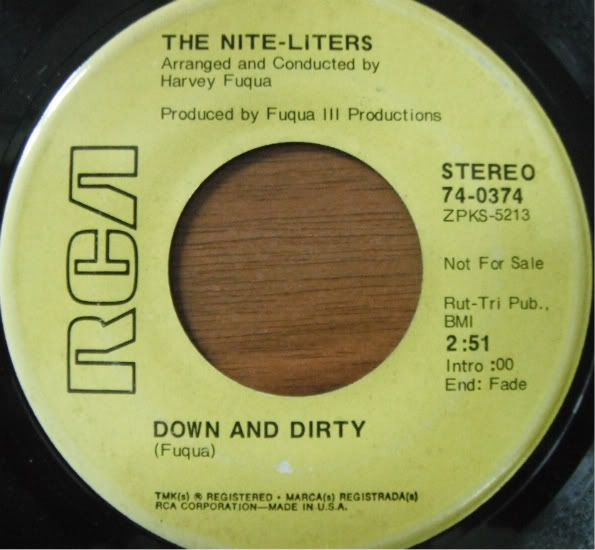 THE NITE-LITERS
Arranged and Conducted by
Harvey Fuqua
Produced by Fuqua III Productions
RCA
STEREO
74-0374
ZPKS-5213
Not For Sale
Rut-Tri Pub.,
BMI
2:51
Intro :00
End: Fade
DOWN AND DIRTY
(Fuqua)
TMK(s) ® REGISTERED • MARCA(s) REGISTRADA(s)
RCA CORPORATION—MADE IN U.S.A.